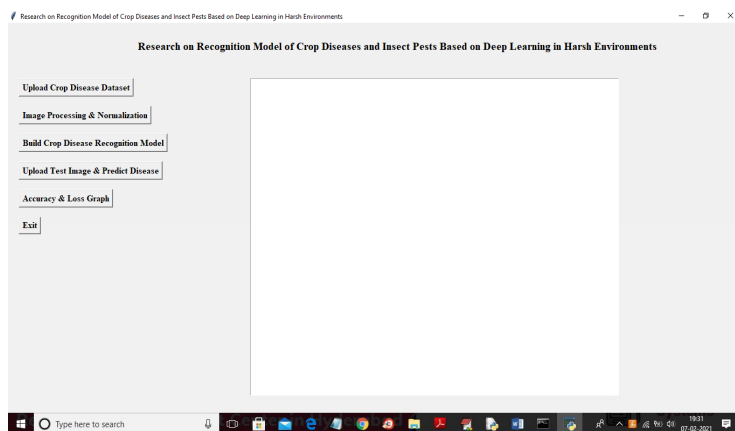 Research on Recognition Model of Crop Diseases and Insect Pests Based on Deep Learning in Harsh Environments
Research on Recognition Model of Crop Diseases and Insect Pests Based on Deep Learning in Harsh Environments
Upload Crop Disease Dataset
Image Processing & Normalization
Build Crop Disease Recognition Model
Upload Test Image & Predict Disease
Accuracy & Loss Graph
Exit
Type here to search
19:31
07-02-2021